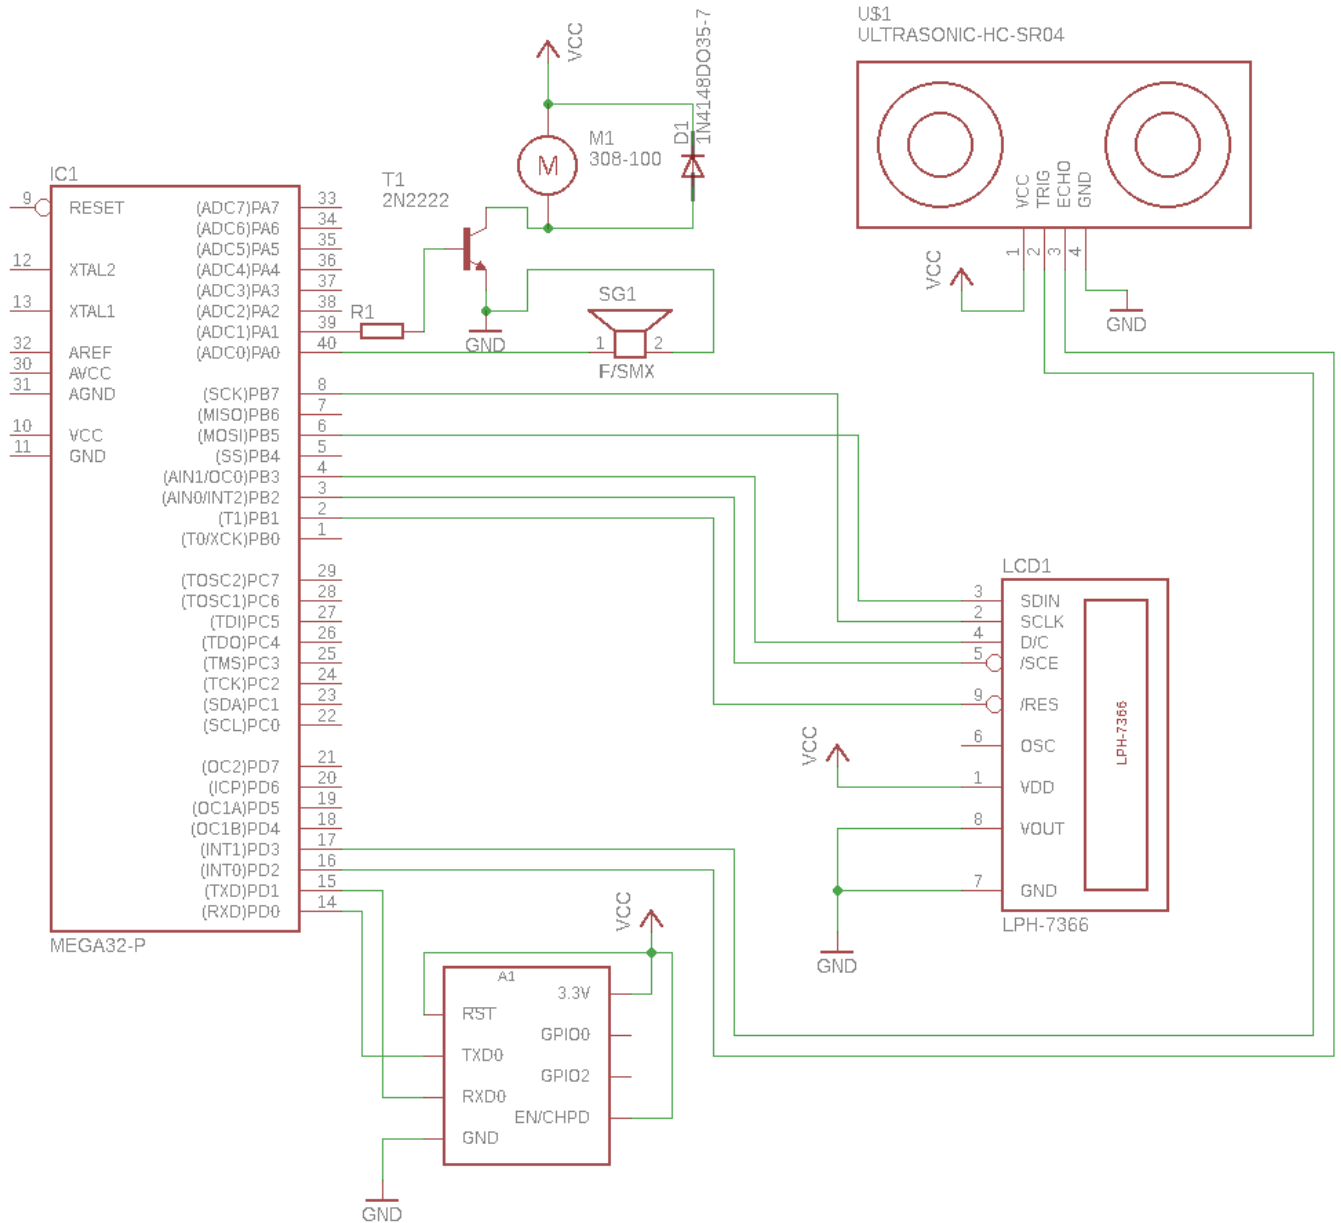 U$1
ULTRASONIC-HC-SR04
VCC
TRIG
ECHO
GND
1
2
3
4
VCC
GND
VCC
M1
308-100
M
D1
1N4148DO35-7
T1
2N2222
R1
GND
SG1
1
2
F/SMX
IC1
9
RESET
12
XTAL2
13
XTAL1
32
AREF
30
AVCC
31
AGND
10
VCC
11
GND
(ADC7)PA7
33
(ADC6)PA6
34
(ADC5)PA5
35
(ADC4)PA4
36
(ADC3)PA3
37
(ADC2)PA2
38
(ADC1)PA1
39
(ADC0)PA0
40
(SCK)PB7
8
(MISO)PB6
7
(MOSI)PB5
6
(SS)PB4
5
(AIN1/OC0)PB3
4
(AIN0/INT2)PB2
3
(T1)PB1
2
(T0/XCK)PB0
1
(TOSC2)PC7
29
(TOSC1)PC6
28
(TDI)PC5
27
(TDO)PC4
26
(TMS)PC3
25
(TCK)PC2
24
(SDA)PC1
23
(SCL)PC0
22
(OC2)PD7
21
(ICP)PD6
20
(OC1A)PD5
19
(OC1B)PD4
18
(INT1)PD3
17
(INT0)PD2
16
(TXD)PD1
15
(RXD)PD0
14
MEGA32-P
LCD1
3
SDIN
2
SCLK
4
D/C
5
/SCE
9
/RES
6
OSC
1
VDD
8
VOUT
7
GND
LPH-7366
LPH-7366
VCC
GND
VCC
A1
3.3V
RST
GPIO0
TXD0
GPIO2
RXD0
EN/CHPD
GND
GND